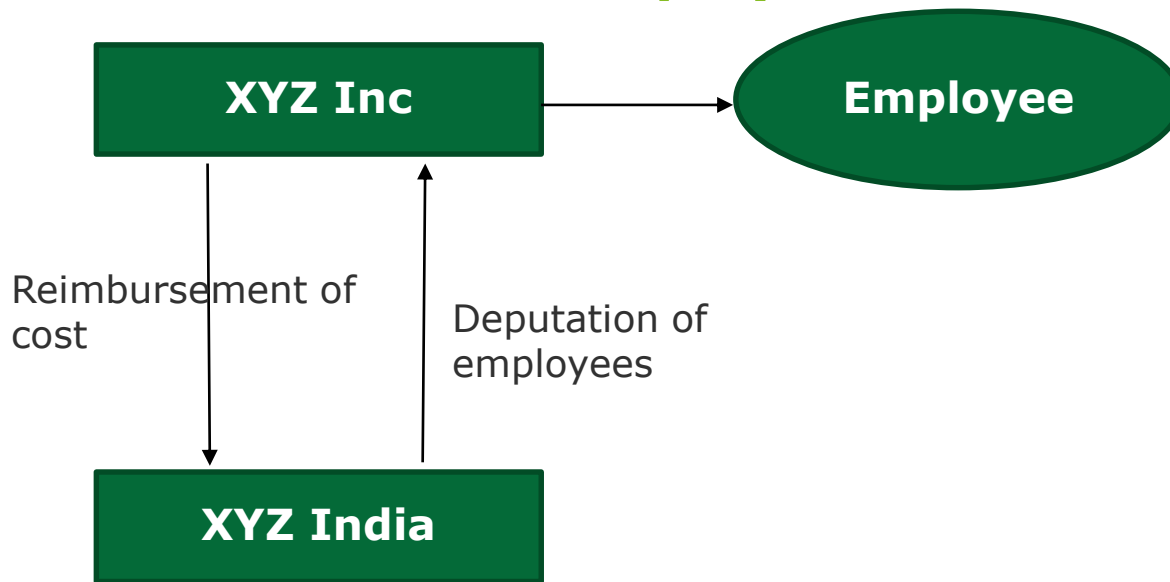 XYZ Inc
Employee
Reimbursement of
cost
Deputation of
employees
XYZ India